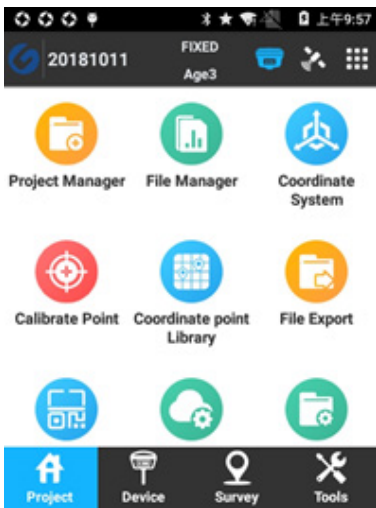 上午9:57
20181011
FIXED
Age3
Project Manager
File Manager
Coordinate
System
Calibrate Point
Coordinate point
Library
File Export
Project
Device
Survey
Tools